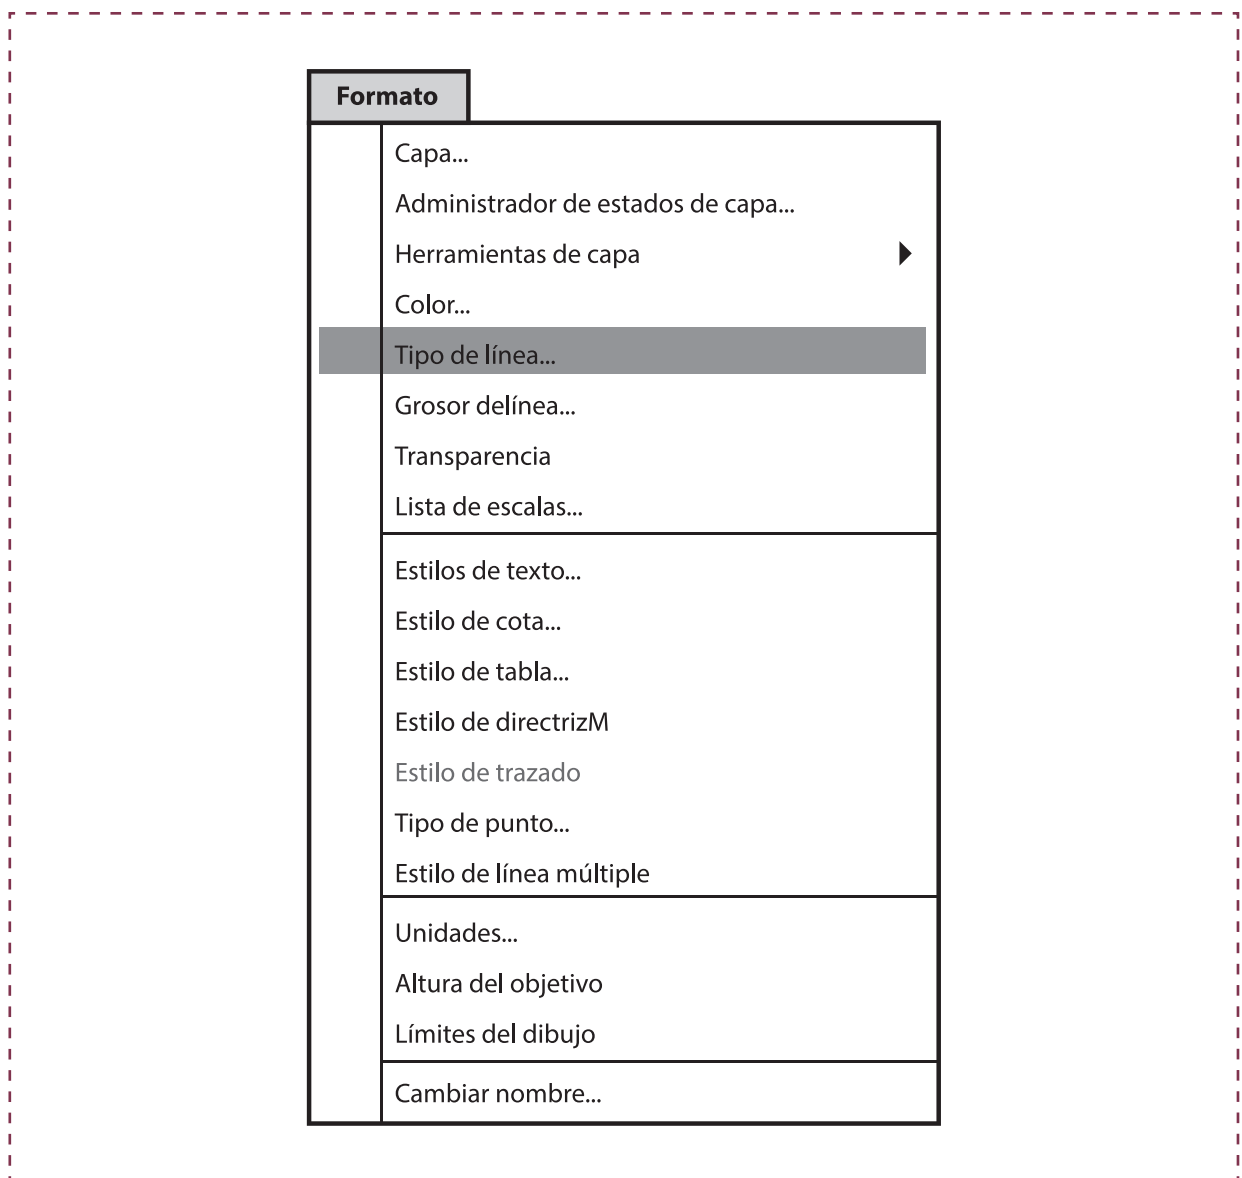 Formato
Capa...
Administrador de estados de capa...
Herramientas de capa
Color...
Tipo de línea...
Grosor delínea...
Transparencia
Lista de escalas...
Estilos de texto...
Estilo de cota...
Estilo de tabla...
Estilo de directrizM
Estilo de trazado
Tipo de punto...
Estilo de línea múltiple
Unidades...
Altura del objetivo
Límites del dibujo
Cambiar nombre...